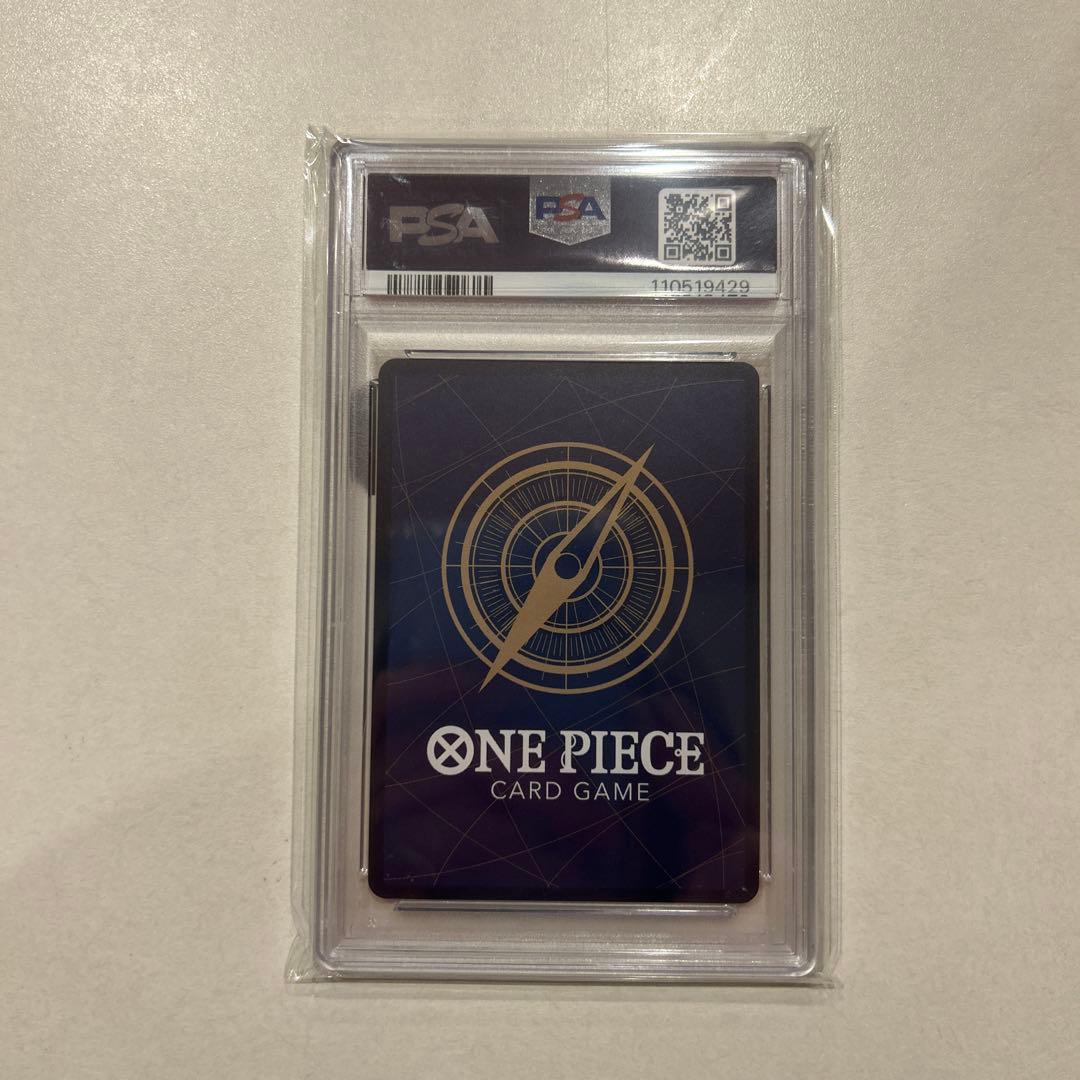 PSA
PSA
110519429
ONE PIECE
CARD GAME